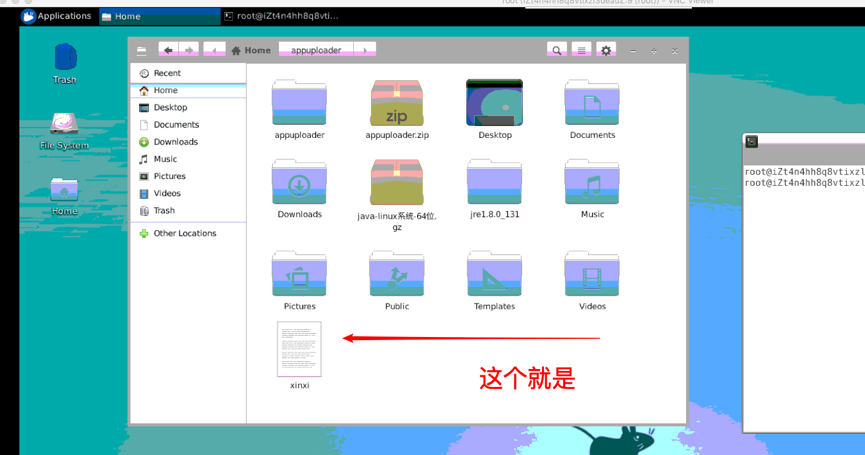 Applications
Home
root@iZt4n4hh8q8vti...
Home
appuploader
Trash
File System
Home
Recent
Home
Desktop
Documents
Downloads
Music
Pictures
Videos
Trash
Other Locations
appuploader
zip
appuploader.zip
Desktop
Documents
Downloads
java-linux系统-64位.
gz
jre1.8.0_131
Music
Pictures
Public
Templates
Videos
xinxi
这个就是
root@iZt4n4hh8q8vtixzl
root@iZt4n4hh8q8vtixzl